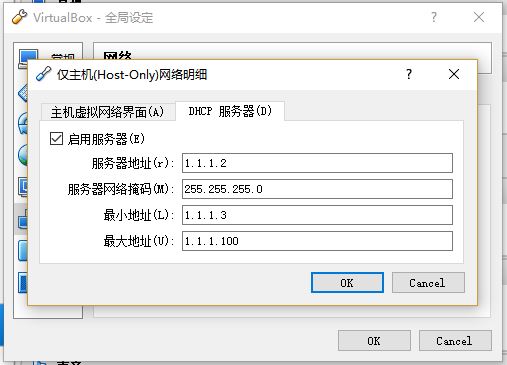 VirtualBox - 全局设定
常规
网络
仅主机(Host-Only)网络明细
主机虚拟网络界面(A)
DHCP 服务器(D)
启用服务器(E)
服务器地址(r): 1.1.1.2
服务器网络掩码(M): 255.255.255.0
最小地址(L): 1.1.1.3
最大地址(U): 1.1.1.100
OK Cancel
OK Cancel